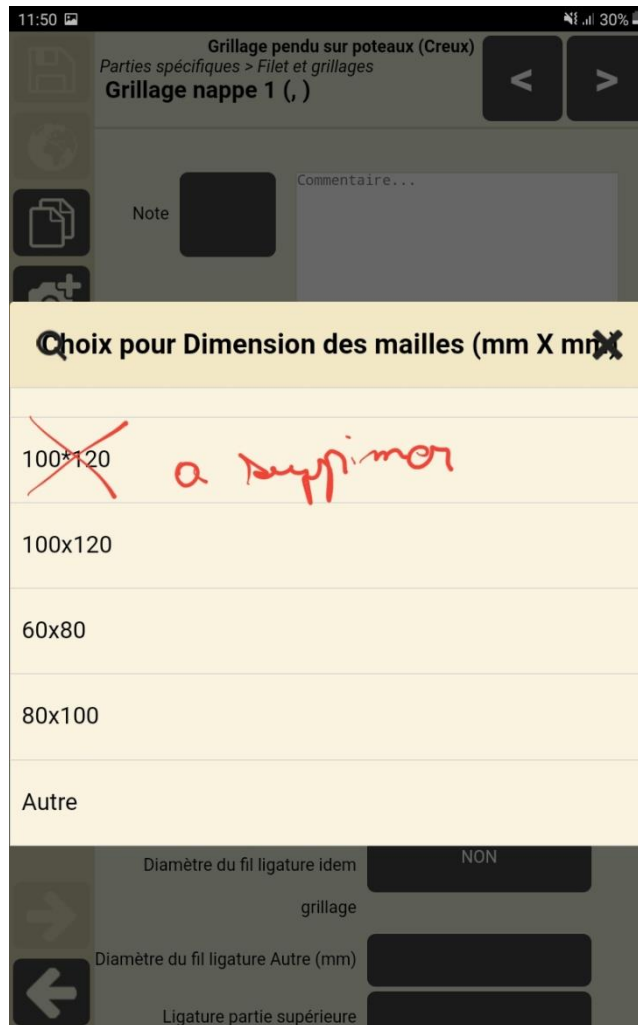 11:50 30%
Grillage pendu sur poteaux (Creux)
Parties spécifiques > Filet et grillages
Grillage nappe 1 (, )
< >
Note
Commentaire...
Choix pour Dimension des mailles (mm X mm)
100*120 a supprimer
100x120
60x80
80x100
Autre
Diamètre du fil ligature idem NON
grillage
Diamètre du fil ligature Autre (mm)
Ligature partie supérieure